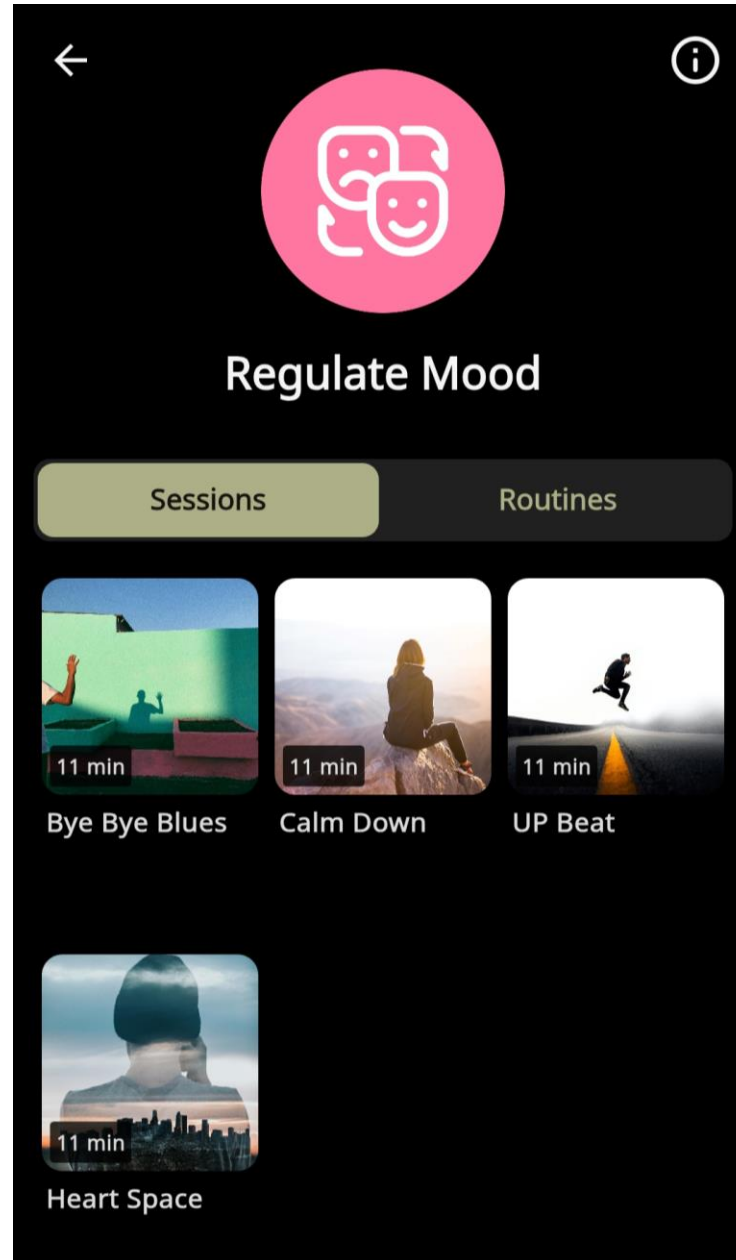 Regulate Mood
Sessions Routines
11 min 11 min 11 min
Bye Bye Blues Calm Down UP Beat
11 min
Heart Space